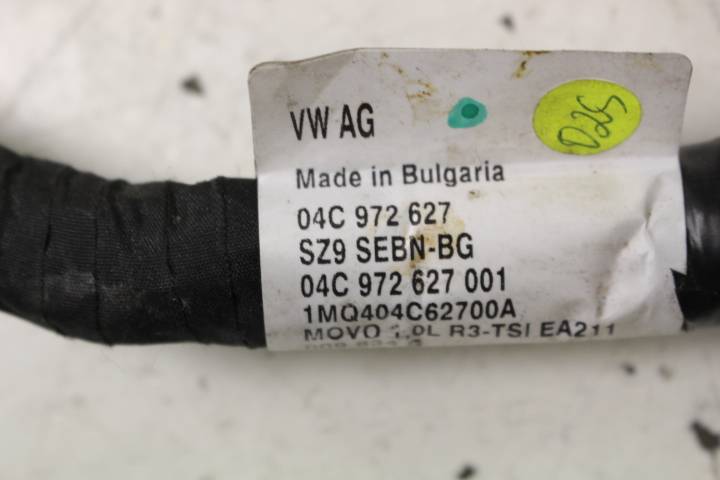 VW AG
Made in Bulgaria
04C 972 627
SZ9 SEBN-BG
04C 972 627 001
1MQ404C62700A
MOVO 1.0L R3-TSI EA211